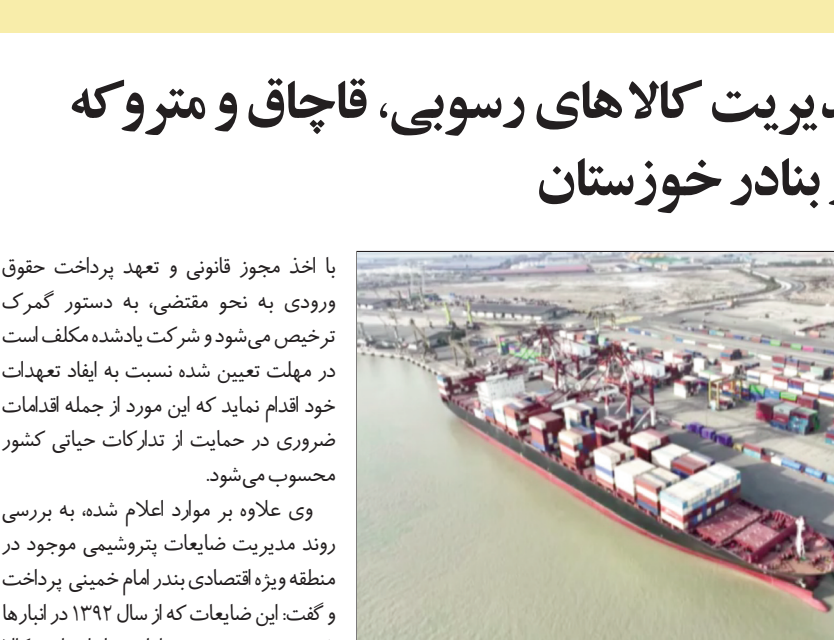 کالاهای رسوبی، قاچاق و متروکه
بنادر خوزستان
با اخذ مجوز قانونی و تعهد پرداخت حقوق
ورودی به نحو مقتضی، به دستور گمرک
ترخیص می‌شود و شرکت یادشده مکلف است
در مهلت تعیین شده نسبت به ایفاد تعهدات
خود اقدام نماید که این مورد از جمله اقدامات
ضروری در حمایت از تدارکات حیاتی کشور
محسوب می‌شود.
وی علاوه بر موارد اعلام شده، به بررسی
روند مدیریت ضایعات پتروشیمی موجود در
منطقه ویژه اقتصادی بندر امام خمینی پرداخت
و گفت: این ضایعات که از سال ۱۳۹۲ در انبارها